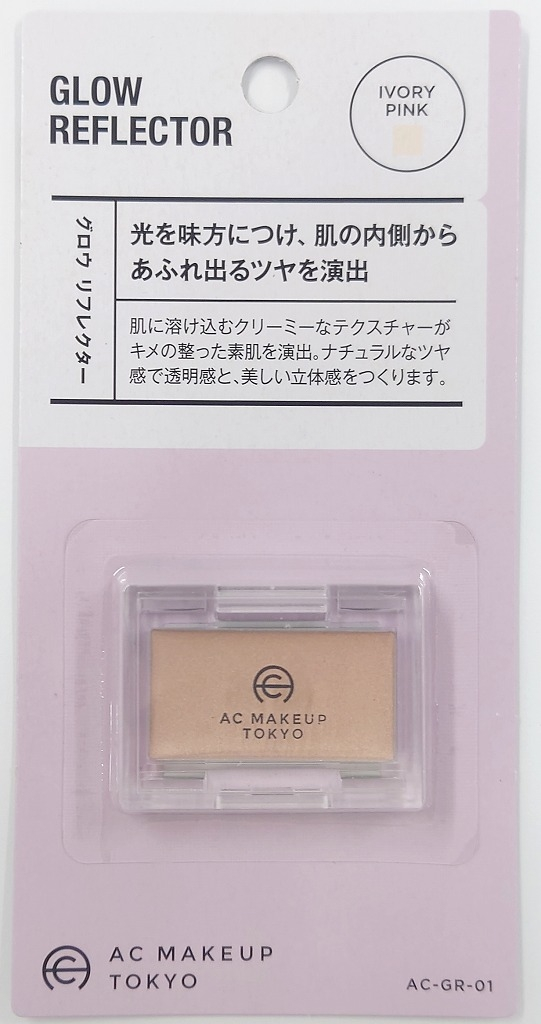 GLOW
REFLECTOR
IVORY
PINK
グロウ リフレクター
光を味方につけ、肌の内側から
あふれ出るツヤを演出
肌に溶け込むクリーミーなテクスチャーが
キメの整った素肌を演出。ナチュラルなツヤ
感で透明感と、美しい立体感をつくります。
AC MAKEUP
TOKYO
AC MAKEUP
TOKYO
AC-GR-01